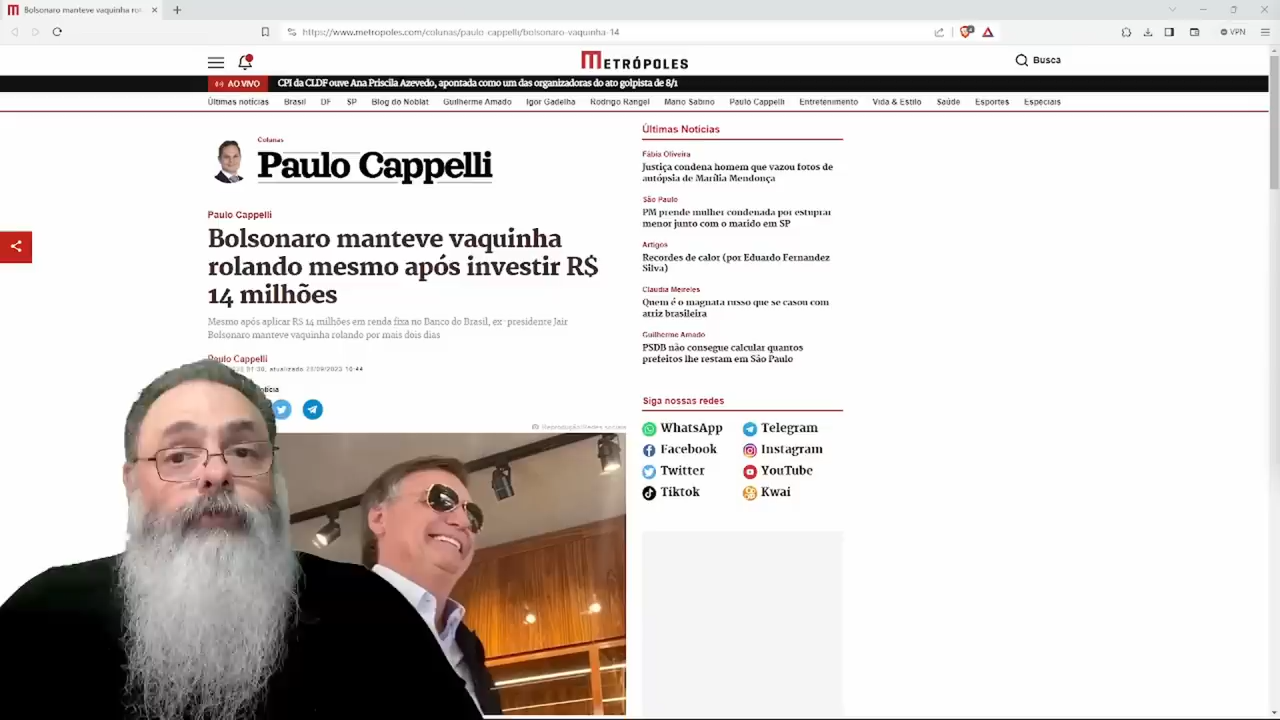 Bolsonaro manteve vaquinha ro
https://www.metropoles.com/colunas/paulo-cappelli/bolsonaro-vaquinha-14
VPN
METRÓPOLES
Busca
AO VIVO
CPI da CLDF ouve Ana Priscila Azevedo, apontada como um das organizadoras do ato golpista de 8/1
Últimas notícias Brasil DF SP Blog do Noblat Guilherme Amado Igor Gadelha Rodrigo Rangel Mario Sabino Paulo Cappelli Entretenimento Vida & Estilo Saúde Esportes Especiais
Colunas
Paulo Cappelli
Paulo Cappelli
Bolsonaro manteve vaquinha
rolando mesmo após investir R$
14 milhões
Mesmo após aplicar R$ 14 milhões em renda fixa no Banco do Brasil, ex-presidente Jair
Bolsonaro manteve vaquinha rolando por mais dois dias
Paulo Cappelli
atualizado 28/09/2023 10:44
Reprodução/Redes sociais
Últimas Notícias
Fábia Oliveira
Justiça condena homem que vazou fotos de
autópsia de Marília Mendonça
São Paulo
PM prende mulher condenada por estuprar
menor junto com o marido em SP
Artigos
Recordes de calor (por Eduardo Fernandez
Silva)
Claudia Meireles
Quem é o magnata russo que se casou com
atriz brasileira
Guilherme Amado
PSDB não consegue calcular quantos
prefeitos lhe restam em São Paulo
Siga nossas redes
WhatsApp Telegram
Facebook Instagram
Twitter YouTube
Tiktok Kwai